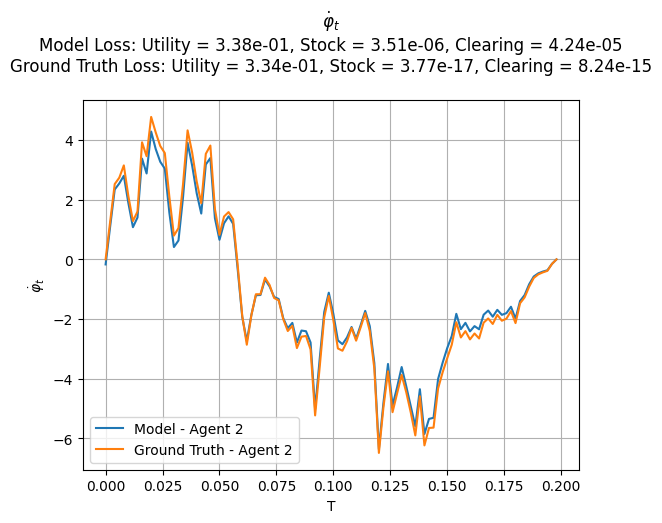 φ̇_t
Model Loss: Utility = 3.38e-01, Stock = 3.51e-06, Clearing = 4.24e-05
Ground Truth Loss: Utility = 3.34e-01, Stock = 3.77e-17, Clearing = 8.24e-15
φ̇_t
4
2
0
−2
−4
−6
Model - Agent 2
Ground Truth - Agent 2
0.000 0.025 0.050 0.075 0.100 0.125 0.150 0.175 0.200
T